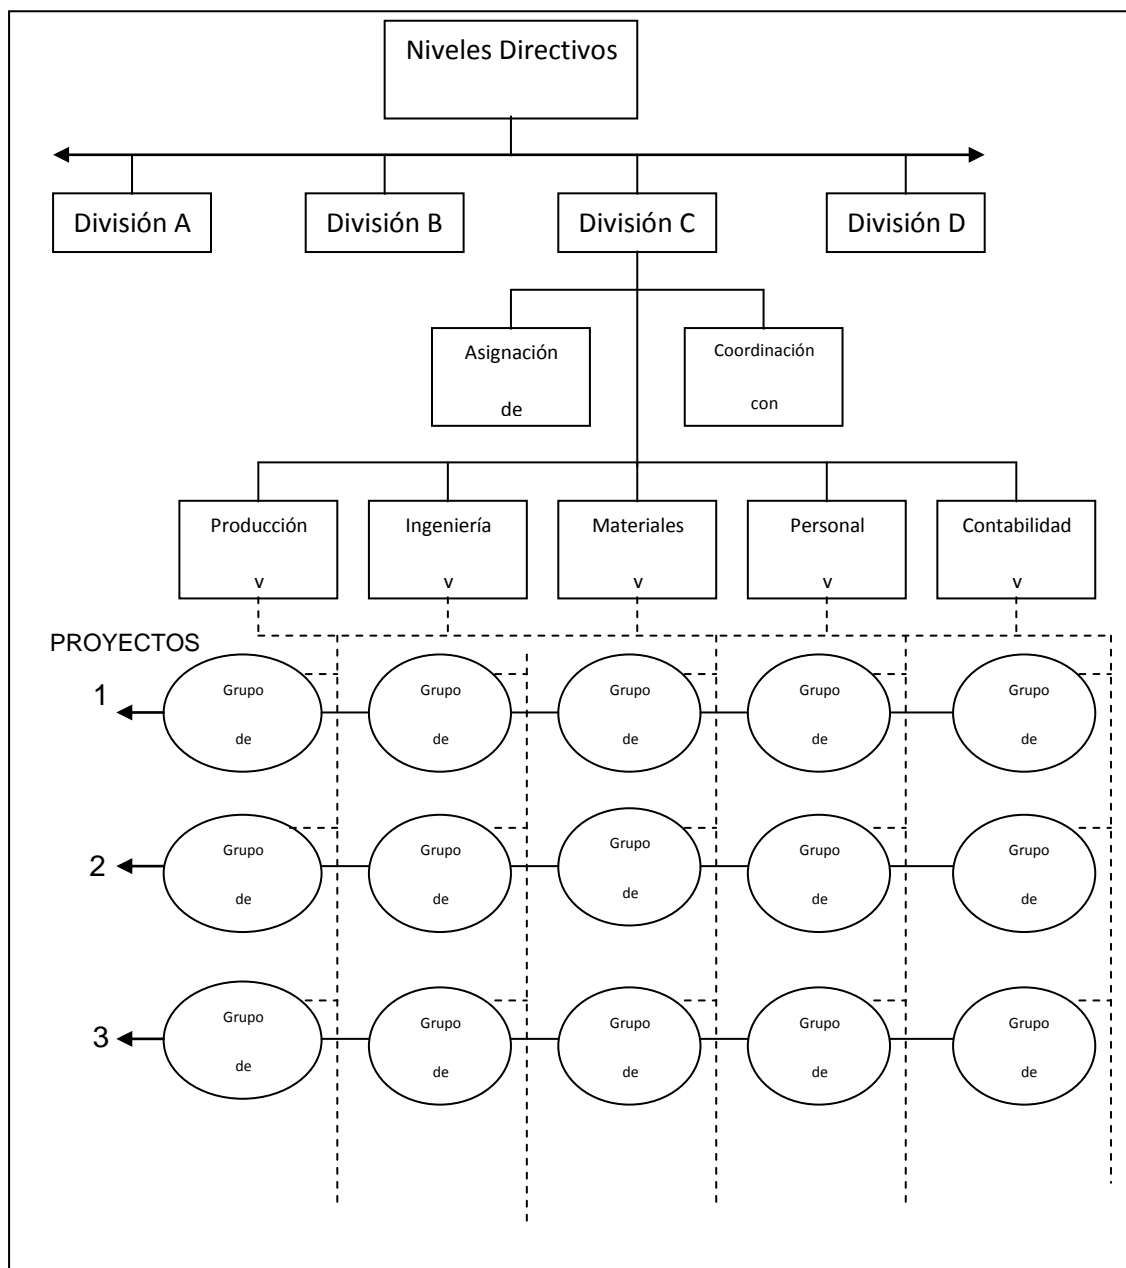 Niveles Directivos
División A
División B
División C
División D
Asignación
de
Coordinación
con
Producción
v
Ingeniería
v
Materiales
v
Personal
v
Contabilidad
v
PROYECTOS
1
Grupo
de
Grupo
de
Grupo
de
Grupo
de
Grupo
de
2
Grupo
de
Grupo
de
Grupo
de
Grupo
de
Grupo
de
3
Grupo
de
Grupo
de
Grupo
de
Grupo
de
Grupo
de